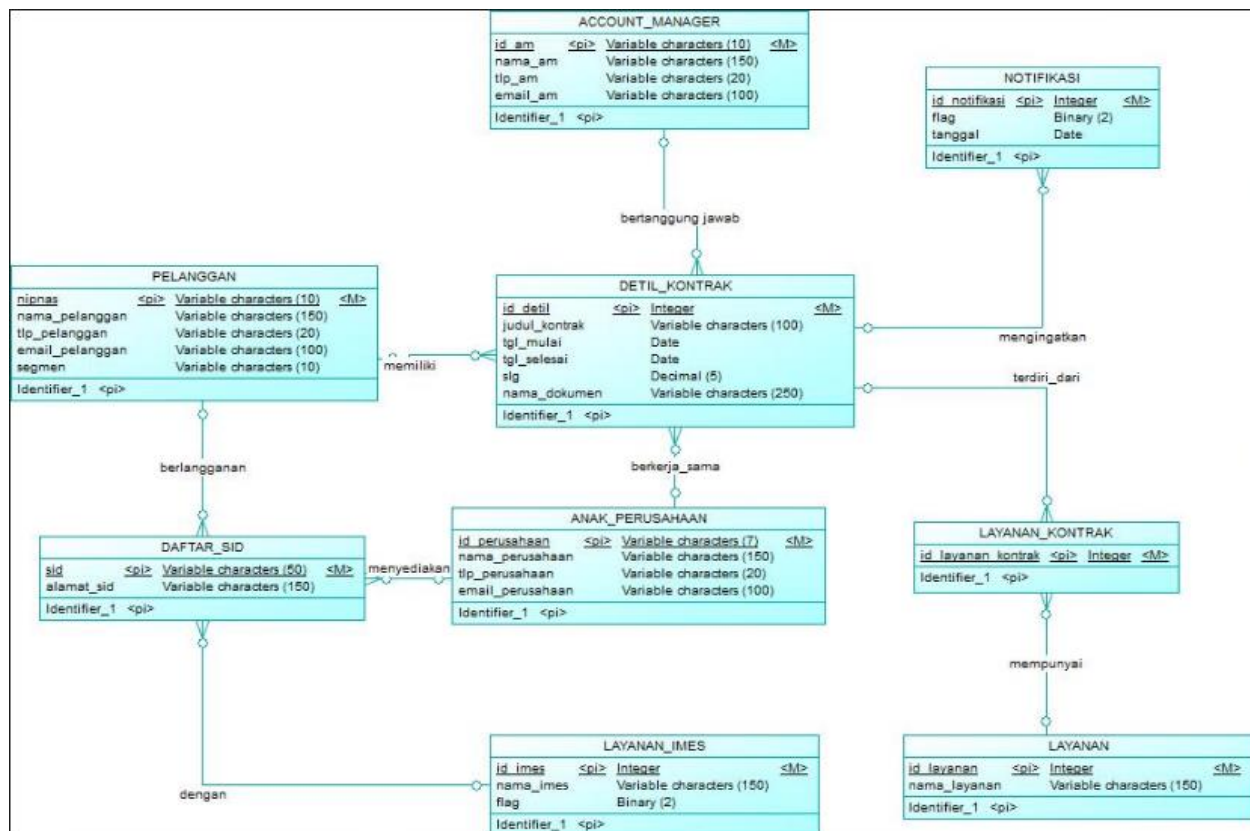 ACCOUNT_MANAGER
id_am <pi> Variable characters (10) <M>
nama_am Variable characters (150)
tlp_am Variable characters (20)
email_am Variable characters (100)
Identifier_1 <pi>
NOTIFIKASI
id_notifikasi <pi> Integer <M>
flag Binary (2)
tanggal Date
Identifier_1 <pi>
bertanggung jawab
PELANGGAN
nipnas <pi> Variable characters (10) <M>
nama_pelanggan Variable characters (150)
tlp_pelanggan Variable characters (20)
email_pelanggan Variable characters (100)
segmen Variable characters (10)
Identifier_1 <pi>
memiliki
DETIL_KONTRAK
id_detil <pi> Integer <M>
judul_kontrak Variable characters (100)
tgl_mulai Date
tgl_selesai Date
slg Decimal (5)
nama_dokumen Variable characters (250)
Identifier_1 <pi>
mengingatkan
terdiri_dari
berlangganan
berkerja_sama
DAFTAR_SID
sid <pi> Variable characters (50) <M>
alamat_sid Variable characters (150)
Identifier_1 <pi>
menyediakan
ANAK_PERUSAHAAN
id_perusahaan <pi> Variable characters (7) <M>
nama_perusahaan Variable characters (150)
tlp_perusahaan Variable characters (20)
email_perusahaan Variable characters (100)
Identifier_1 <pi>
LAYANAN_KONTRAK
id_layanan_kontrak <pi> Integer <M>
Identifier_1 <pi>
mempunyai
dengan
LAYANAN_IMES
id_imes <pi> Integer <M>
nama_imes Variable characters (150)
flag Binary (2)
Identifier_1 <pi>
LAYANAN
id_layanan <pi> Integer <M>
nama_layanan Variable characters (150)
Identifier_1 <pi>